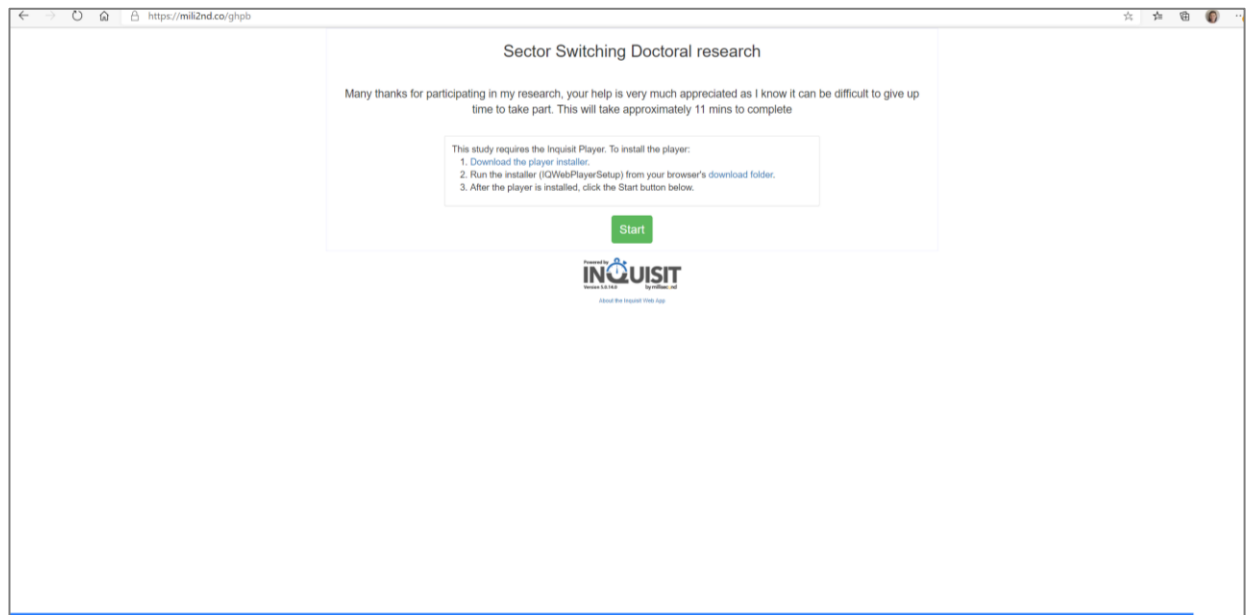 https://mili2nd.co/ghpb
Sector Switching Doctoral research
Many thanks for participating in my research, your help is very much appreciated as I know it can be difficult to give up
time to take part. This will take approximately 11 mins to complete
This study requires the Inquisit Player. To install the player:
1. Download the player installer.
2. Run the installer (IQWebPlayerSetup) from your browser's download folder.
3. After the player is installed, click the Start button below.
Start
Powered by
INQUISIT
by millisecond
About the Inquisit Web App